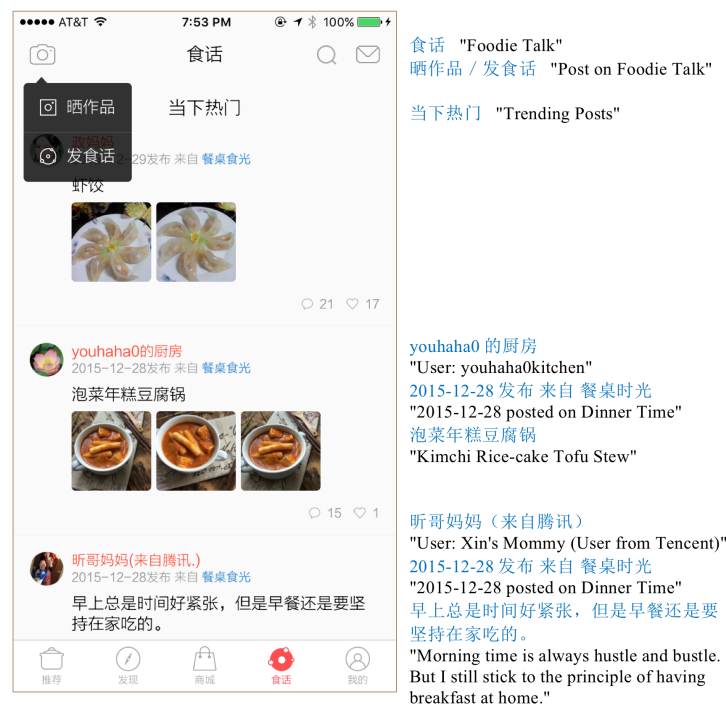 AT&T 7:53 PM 100%
食话
晒作品
发食话
当下热门
政妈妈
12-29发布 来自 餐桌食光
虾饺
21 17
youhaha0的厨房
2015-12-28发布 来自 餐桌食光
泡菜年糕豆腐锅
15 1
昕哥妈妈(来自腾讯.)
2015-12-28发布 来自 餐桌食光
早上总是时间好紧张，但是早餐还是要坚
持在家吃的。
推荐 发现 商城 食话 我的
食话 "Foodie Talk"
晒作品 / 发食话 "Post on Foodie Talk"
当下热门 "Trending Posts"
youhaha0 的厨房
"User: youhaha0kitchen"
2015-12-28 发布 来自 餐桌时光
"2015-12-28 posted on Dinner Time"
泡菜年糕豆腐锅
"Kimchi Rice-cake Tofu Stew"
昕哥妈妈（来自腾讯）
"User: Xin's Mommy (User from Tencent)"
2015-12-28 发布 来自 餐桌时光
"2015-12-28 posted on Dinner Time"
早上总是时间好紧张，但是早餐还是要
坚持在家吃的。
"Morning time is always hustle and bustle.
But I still stick to the principle of having
breakfast at home."